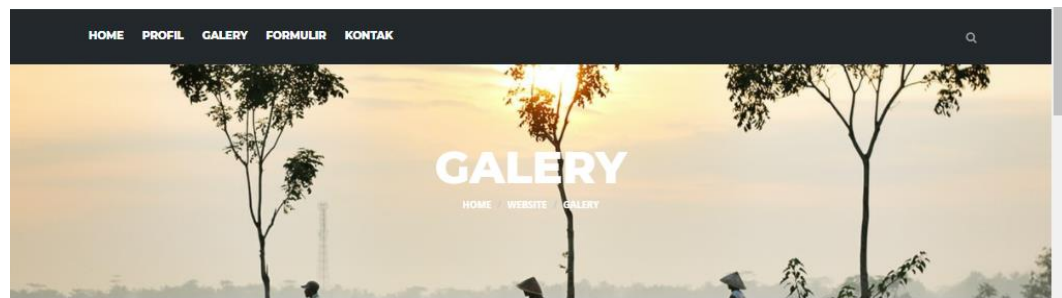 HOME PROFIL GALERY FORMULIR KONTAK
GALERY
HOME / WEBSITE / GALERY